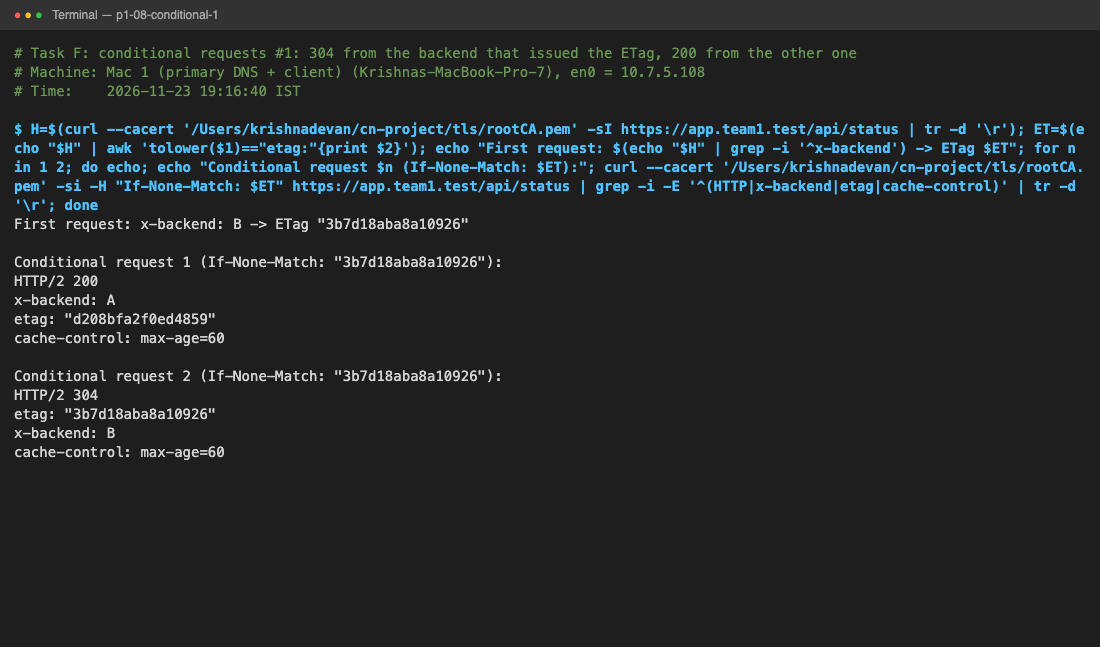 Terminal — p1-08-conditional-1
# Task F: conditional requests #1: 304 from the backend that issued the ETag, 200 from the other one
# Machine: Mac 1 (primary DNS + client) (Krishnas-MacBook-Pro-7), en0 = 10.7.5.108
# Time:    2026-11-23 19:16:40 IST
$ H=$(curl --cacert '/Users/krishnadevan/cn-project/tls/rootCA.pem' -sI https://app.team1.test/api/status | tr -d '\r'); ET=$(e
cho "$H" | awk 'tolower($1)=="etag:"{print $2}'); echo "First request: $(echo "$H" | grep -i '^x-backend') -> ETag $ET"; for n
in 1 2; do echo; echo "Conditional request $n (If-None-Match: $ET):"; curl --cacert '/Users/krishnadevan/cn-project/tls/rootCA.
pem' -si -H "If-None-Match: $ET" https://app.team1.test/api/status | grep -i -E '^(HTTP|x-backend|etag|cache-control)' | tr -d
'\r'; done
First request: x-backend: B -> ETag "3b7d18aba8a10926"
Conditional request 1 (If-None-Match: "3b7d18aba8a10926"):
HTTP/2 200
x-backend: A
etag: "d208bfa2f0ed4859"
cache-control: max-age=60
Conditional request 2 (If-None-Match: "3b7d18aba8a10926"):
HTTP/2 304
etag: "3b7d18aba8a10926"
x-backend: B
cache-control: max-age=60